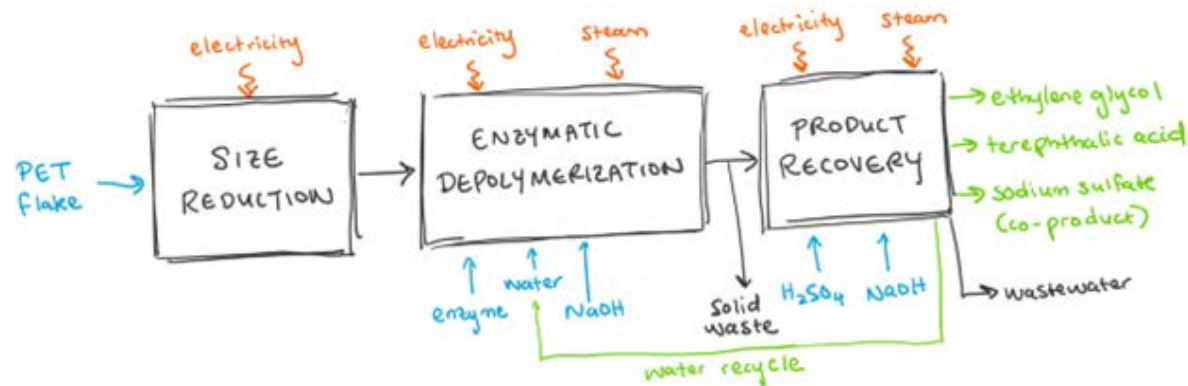 electricity
electricity
steam
electricity
steam
PET
flake
SIZE
REDUCTION
ENZYMATIC
DEPOLYMERIZATION
PRODUCT
RECOVERY
ethylene glycol
terephthalic acid
sodium sulfate
(co-product)
enzyme
water
NaOH
solid
waste
H₂SO₄
NaOH
wastewater
water recycle